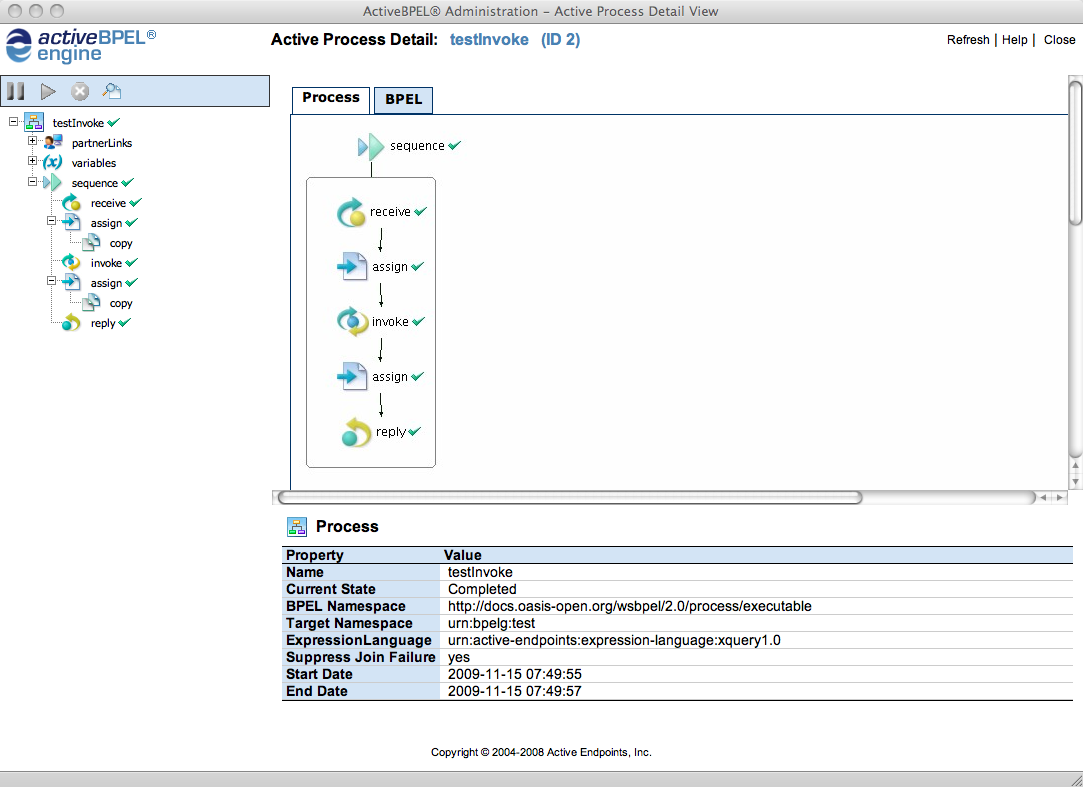 ActiveBPEL® Administration – Active Process Detail View
activeBPEL®
engine
Active Process Detail: testInvoke (ID 2)
Refresh | Help | Close
testInvoke
partnerLinks
(x) variables
sequence
receive
assign
copy
invoke
assign
copy
reply
Process BPEL
sequence
receive
assign
invoke
assign
reply
Process
Property Value
Name testInvoke
Current State Completed
BPEL Namespace http://docs.oasis-open.org/wsbpel/2.0/process/executable
Target Namespace urn:bpelg:test
ExpressionLanguage urn:active-endpoints:expression-language:xquery1.0
Suppress Join Failure yes
Start Date 2009-11-15 07:49:55
End Date 2009-11-15 07:49:57
Copyright © 2004-2008 Active Endpoints, Inc.